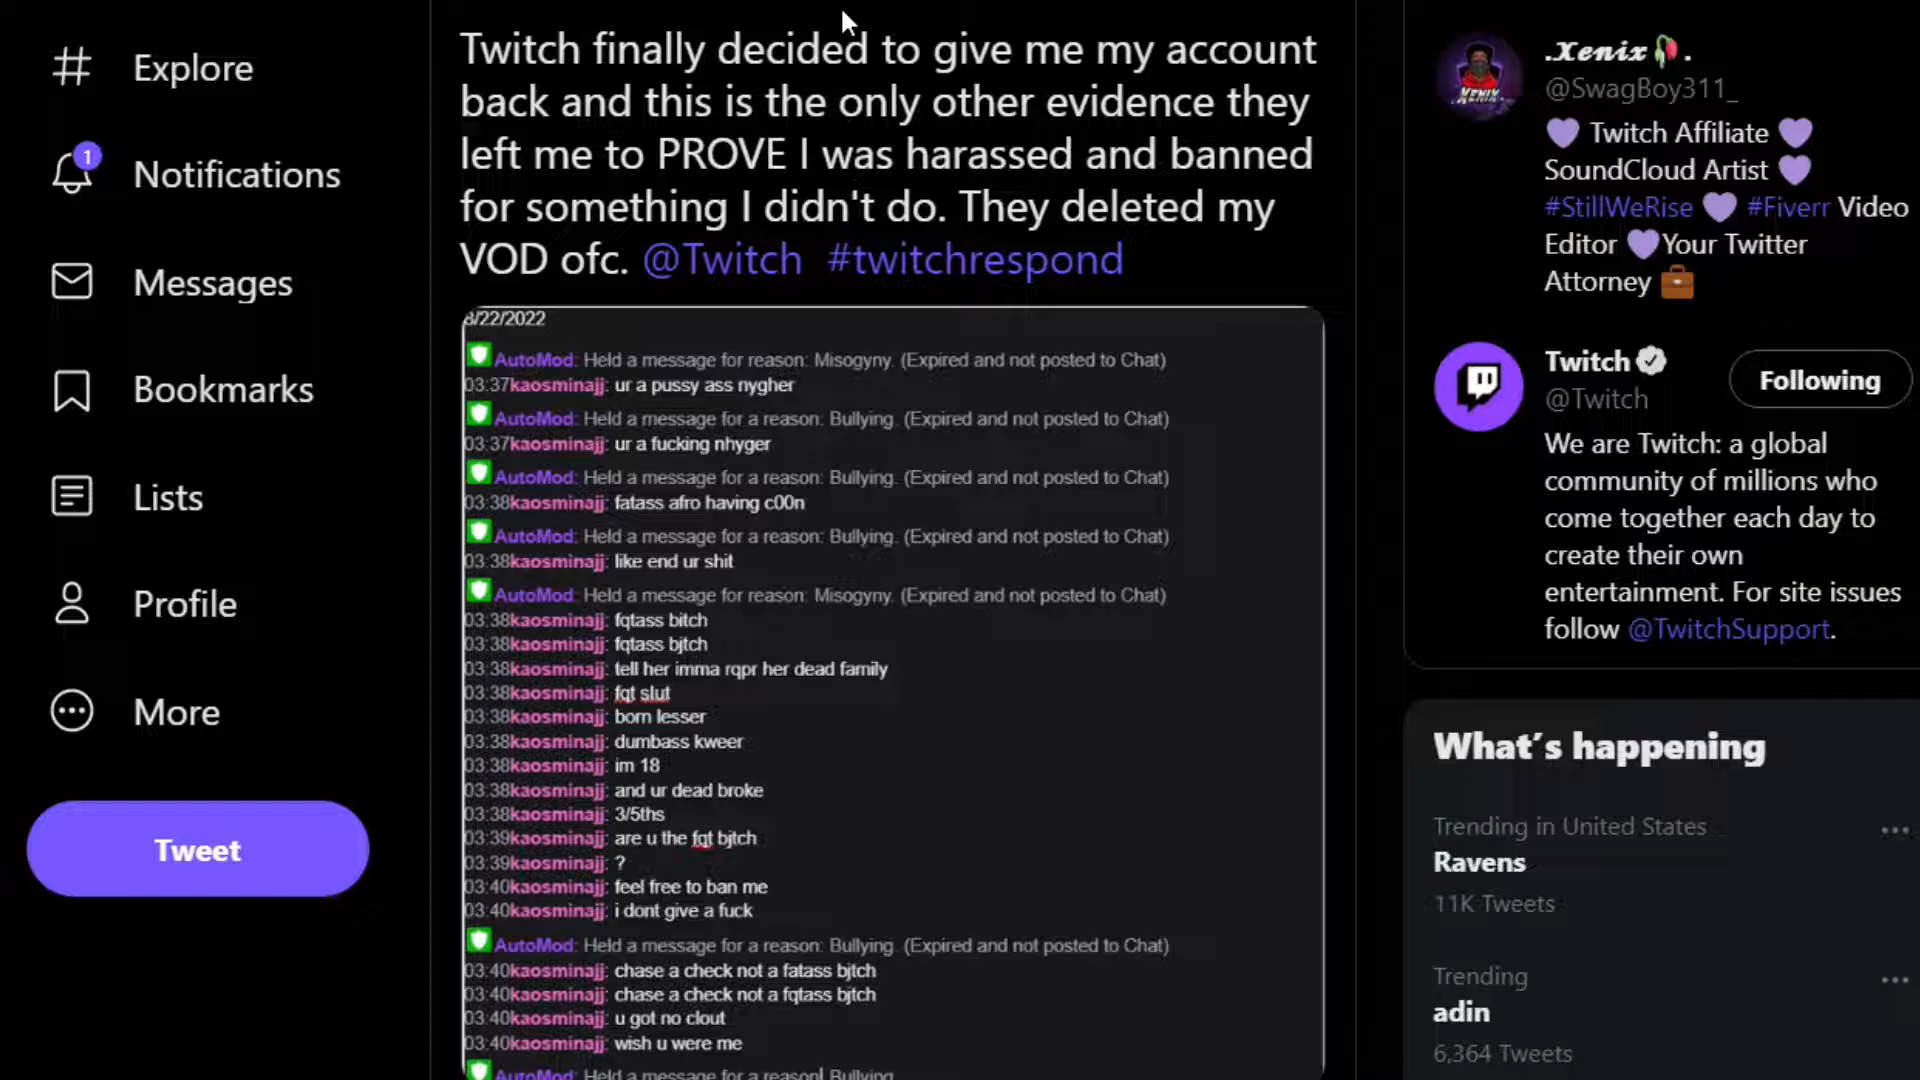 Explore
1
Notifications
Messages
Bookmarks
Lists
Profile
More
Tweet
Twitch finally decided to give me my account
back and this is the only other evidence they
left me to PROVE I was harassed and banned
for something I didn't do. They deleted my
VOD ofc. @Twitch #twitchrespond
8/22/2022
AutoMod: Held a message for reason: Misogyny. (Expired and not posted to Chat)
03:37kaosminajj: ur a pussy ass nygher
AutoMod: Held a message for a reason: Bullying. (Expired and not posted to Chat)
03:37kaosminajj: ur a fucking nhyger
AutoMod: Held a message for a reason: Bullying. (Expired and not posted to Chat)
03:38kaosminajj: fatass afro having c00n
AutoMod: Held a message for a reason: Bullying. (Expired and not posted to Chat)
03:38kaosminajj: like end ur shit
AutoMod: Held a message for reason: Misogyny. (Expired and not posted to Chat)
03:38kaosminajj: fqtass bitch
03:38kaosminajj: fqtass bjtch
03:38kaosminajj: tell her imma rqpr her dead family
03:38kaosminajj: fqt slut
03:38kaosminajj: born lesser
03:38kaosminajj: dumbass kweer
03:38kaosminajj: im 18
03:38kaosminajj: and ur dead broke
03:38kaosminajj: 3/5ths
03:39kaosminajj: are u the fqt bjtch
03:39kaosminajj: ?
03:40kaosminajj: feel free to ban me
03:40kaosminajj: i dont give a fuck
AutoMod: Held a message for a reason: Bullying. (Expired and not posted to Chat)
03:40kaosminajj: chase a check not a fatass bjtch
03:40kaosminajj: chase a check not a fqtass bjtch
03:40kaosminajj: u got no clout
03:40kaosminajj: wish u were me
AutoMod: Held a message for a reason| Bullying
.𝔁𝓮𝓷𝓲𝔁🥀.
@SwagBoy311_
💜 Twitch Affiliate 💜
SoundCloud Artist 💜
#StillWeRise 💜 #Fiverr Video
Editor 💜Your Twitter
Attorney 💼
XENIX
Twitch
@Twitch
Following
We are Twitch: a global
community of millions who
come together each day to
create their own
entertainment. For site issues
follow @TwitchSupport.
What's happening
Trending in United States
Ravens
11K Tweets
Trending
adin
6,364 Tweets